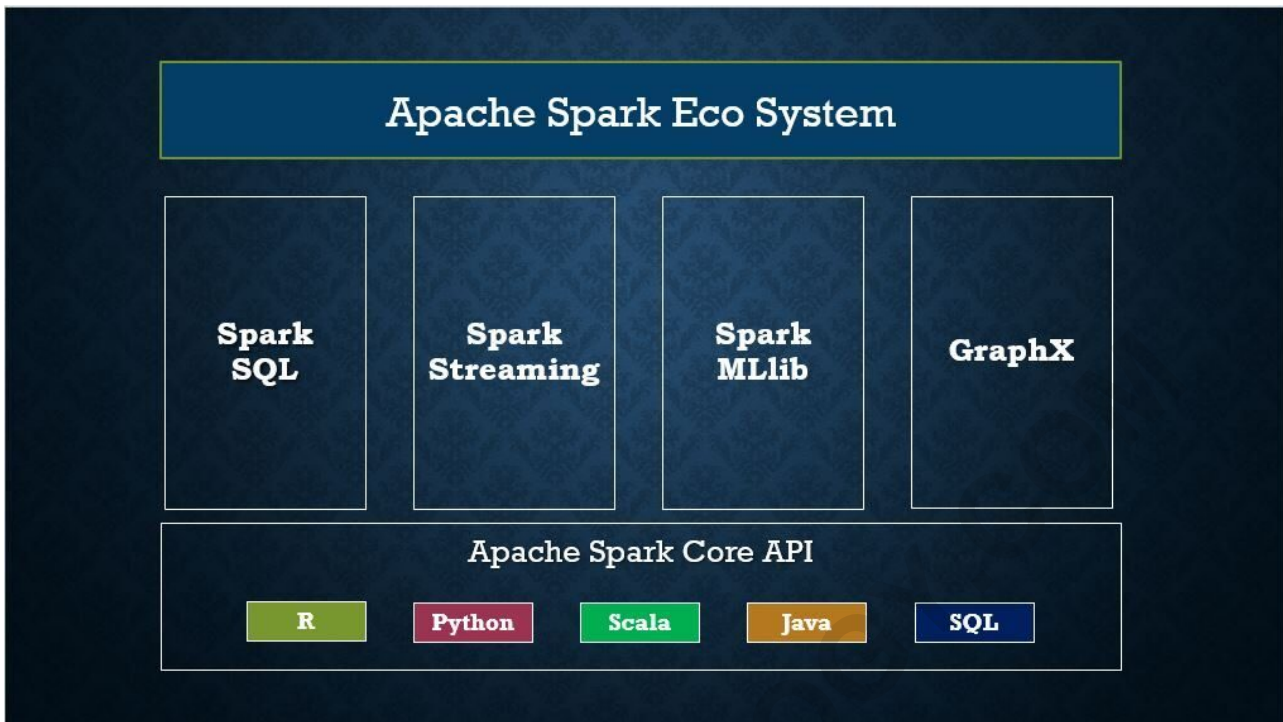 Apache Spark Eco System
Spark
SQL
Spark
Streaming
Spark
MLlib
GraphX
Apache Spark Core API
R
Python
Scala
Java
SQL